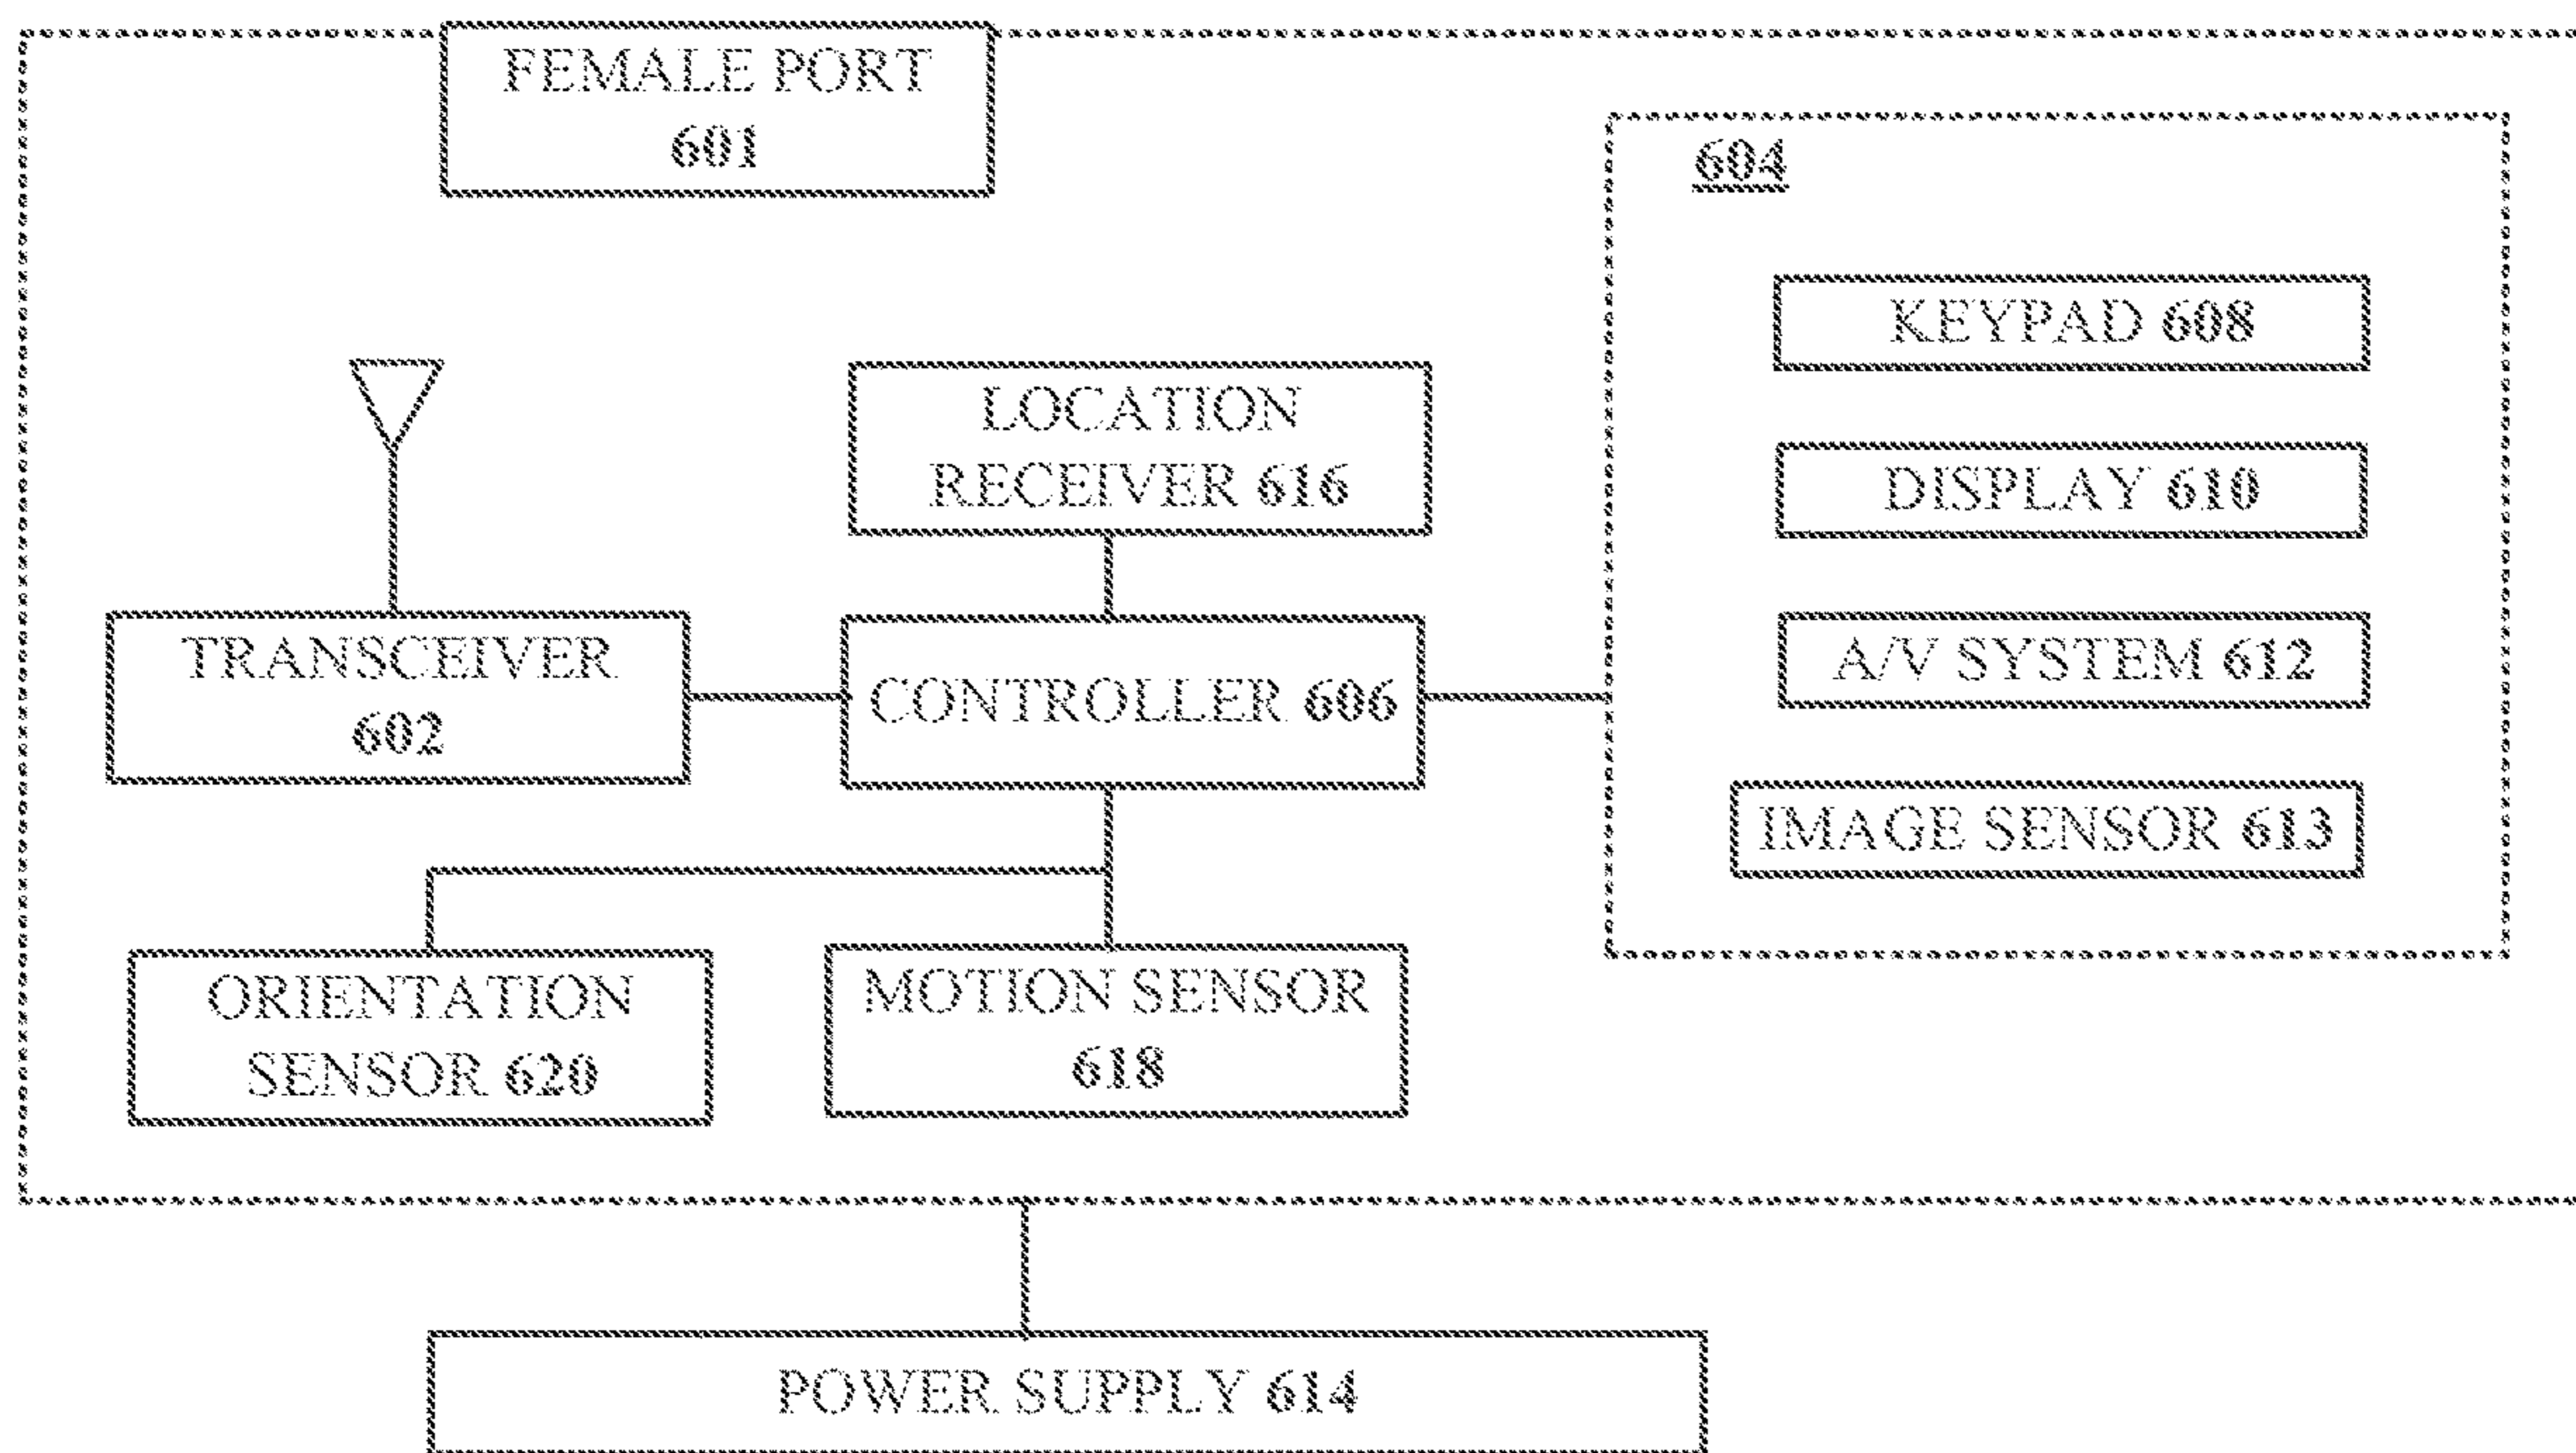 FEMALE PORT
601
604
KEYPAD 608
LOCATION
RECEIVER 616
DISPLAY 610
TRANSCEIVER
602
CONTROLLER 606
A/V SYSTEM 612
IMAGE SENSOR 613
ORIENTATION
SENSOR 620
MOTION SENSOR
618
POWER SUPPLY 614